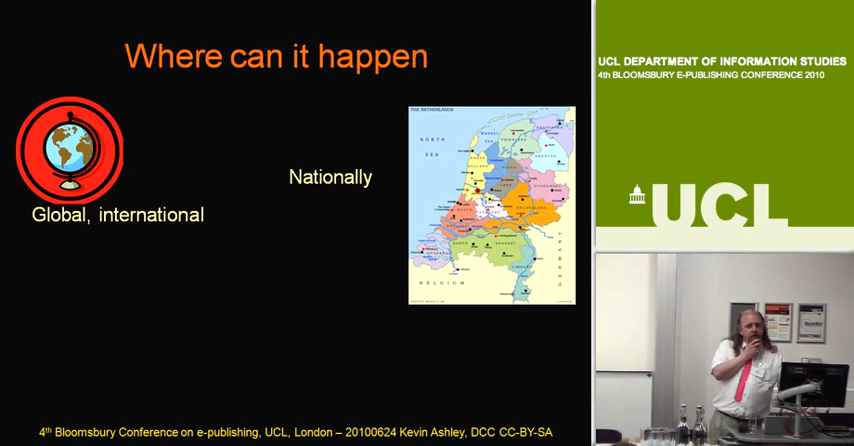 Where can it happen
Global, international
Nationally
THE NETHERLANDS
NORTH
SEA
BELGIUM
GERMANY
4th Bloomsbury Conference on e-publishing, UCL, London – 20100624 Kevin Ashley, DCC CC-BY-SA
UCL DEPARTMENT OF INFORMATION STUDIES
4th BLOOMSBURY E-PUBLISHING CONFERENCE 2010
UCL